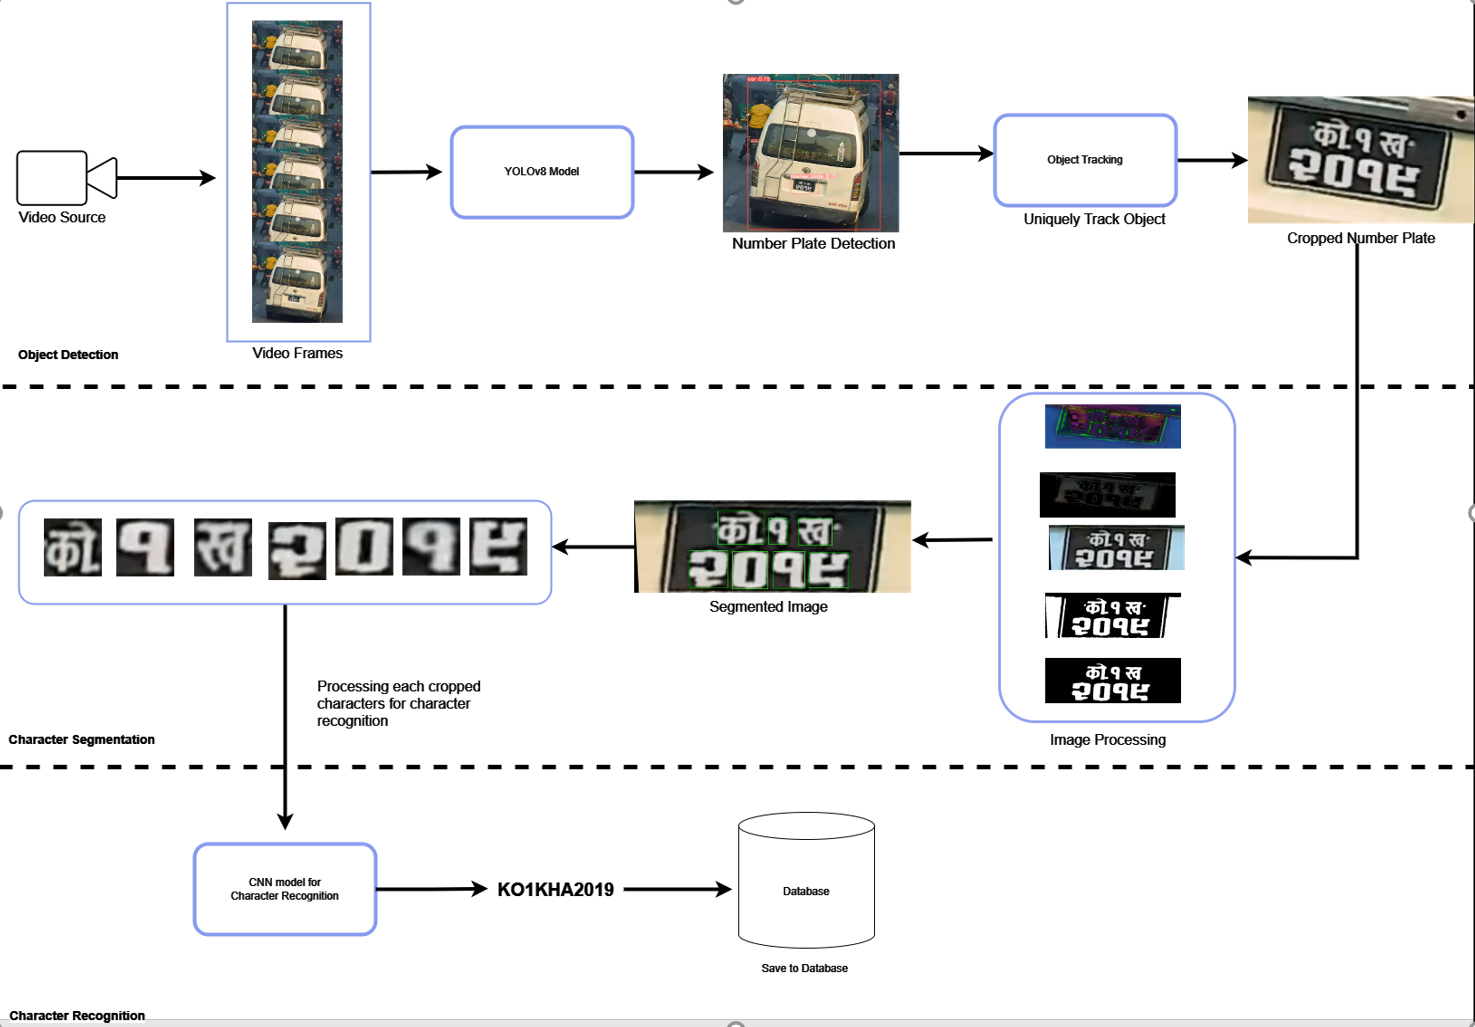 Video Source
Video Frames
YOLOv8 Model
car 0.75
Number Plate Detection
Object Tracking
Uniquely Track Object
को १ ख
२०१९
Cropped Number Plate
Object Detection
को १ ख
२०१९
को १ ख
२०१९
को १ ख
२०१९
को १ ख
२०१९
Image Processing
को १ ख
२०१९
Segmented Image
को १ ख २ ० १ ९
Processing each cropped
characters for character
recognition
Character Segmentation
CNN model for
Character Recognition
KO1KHA2019
Database
Save to Database
Character Recognition